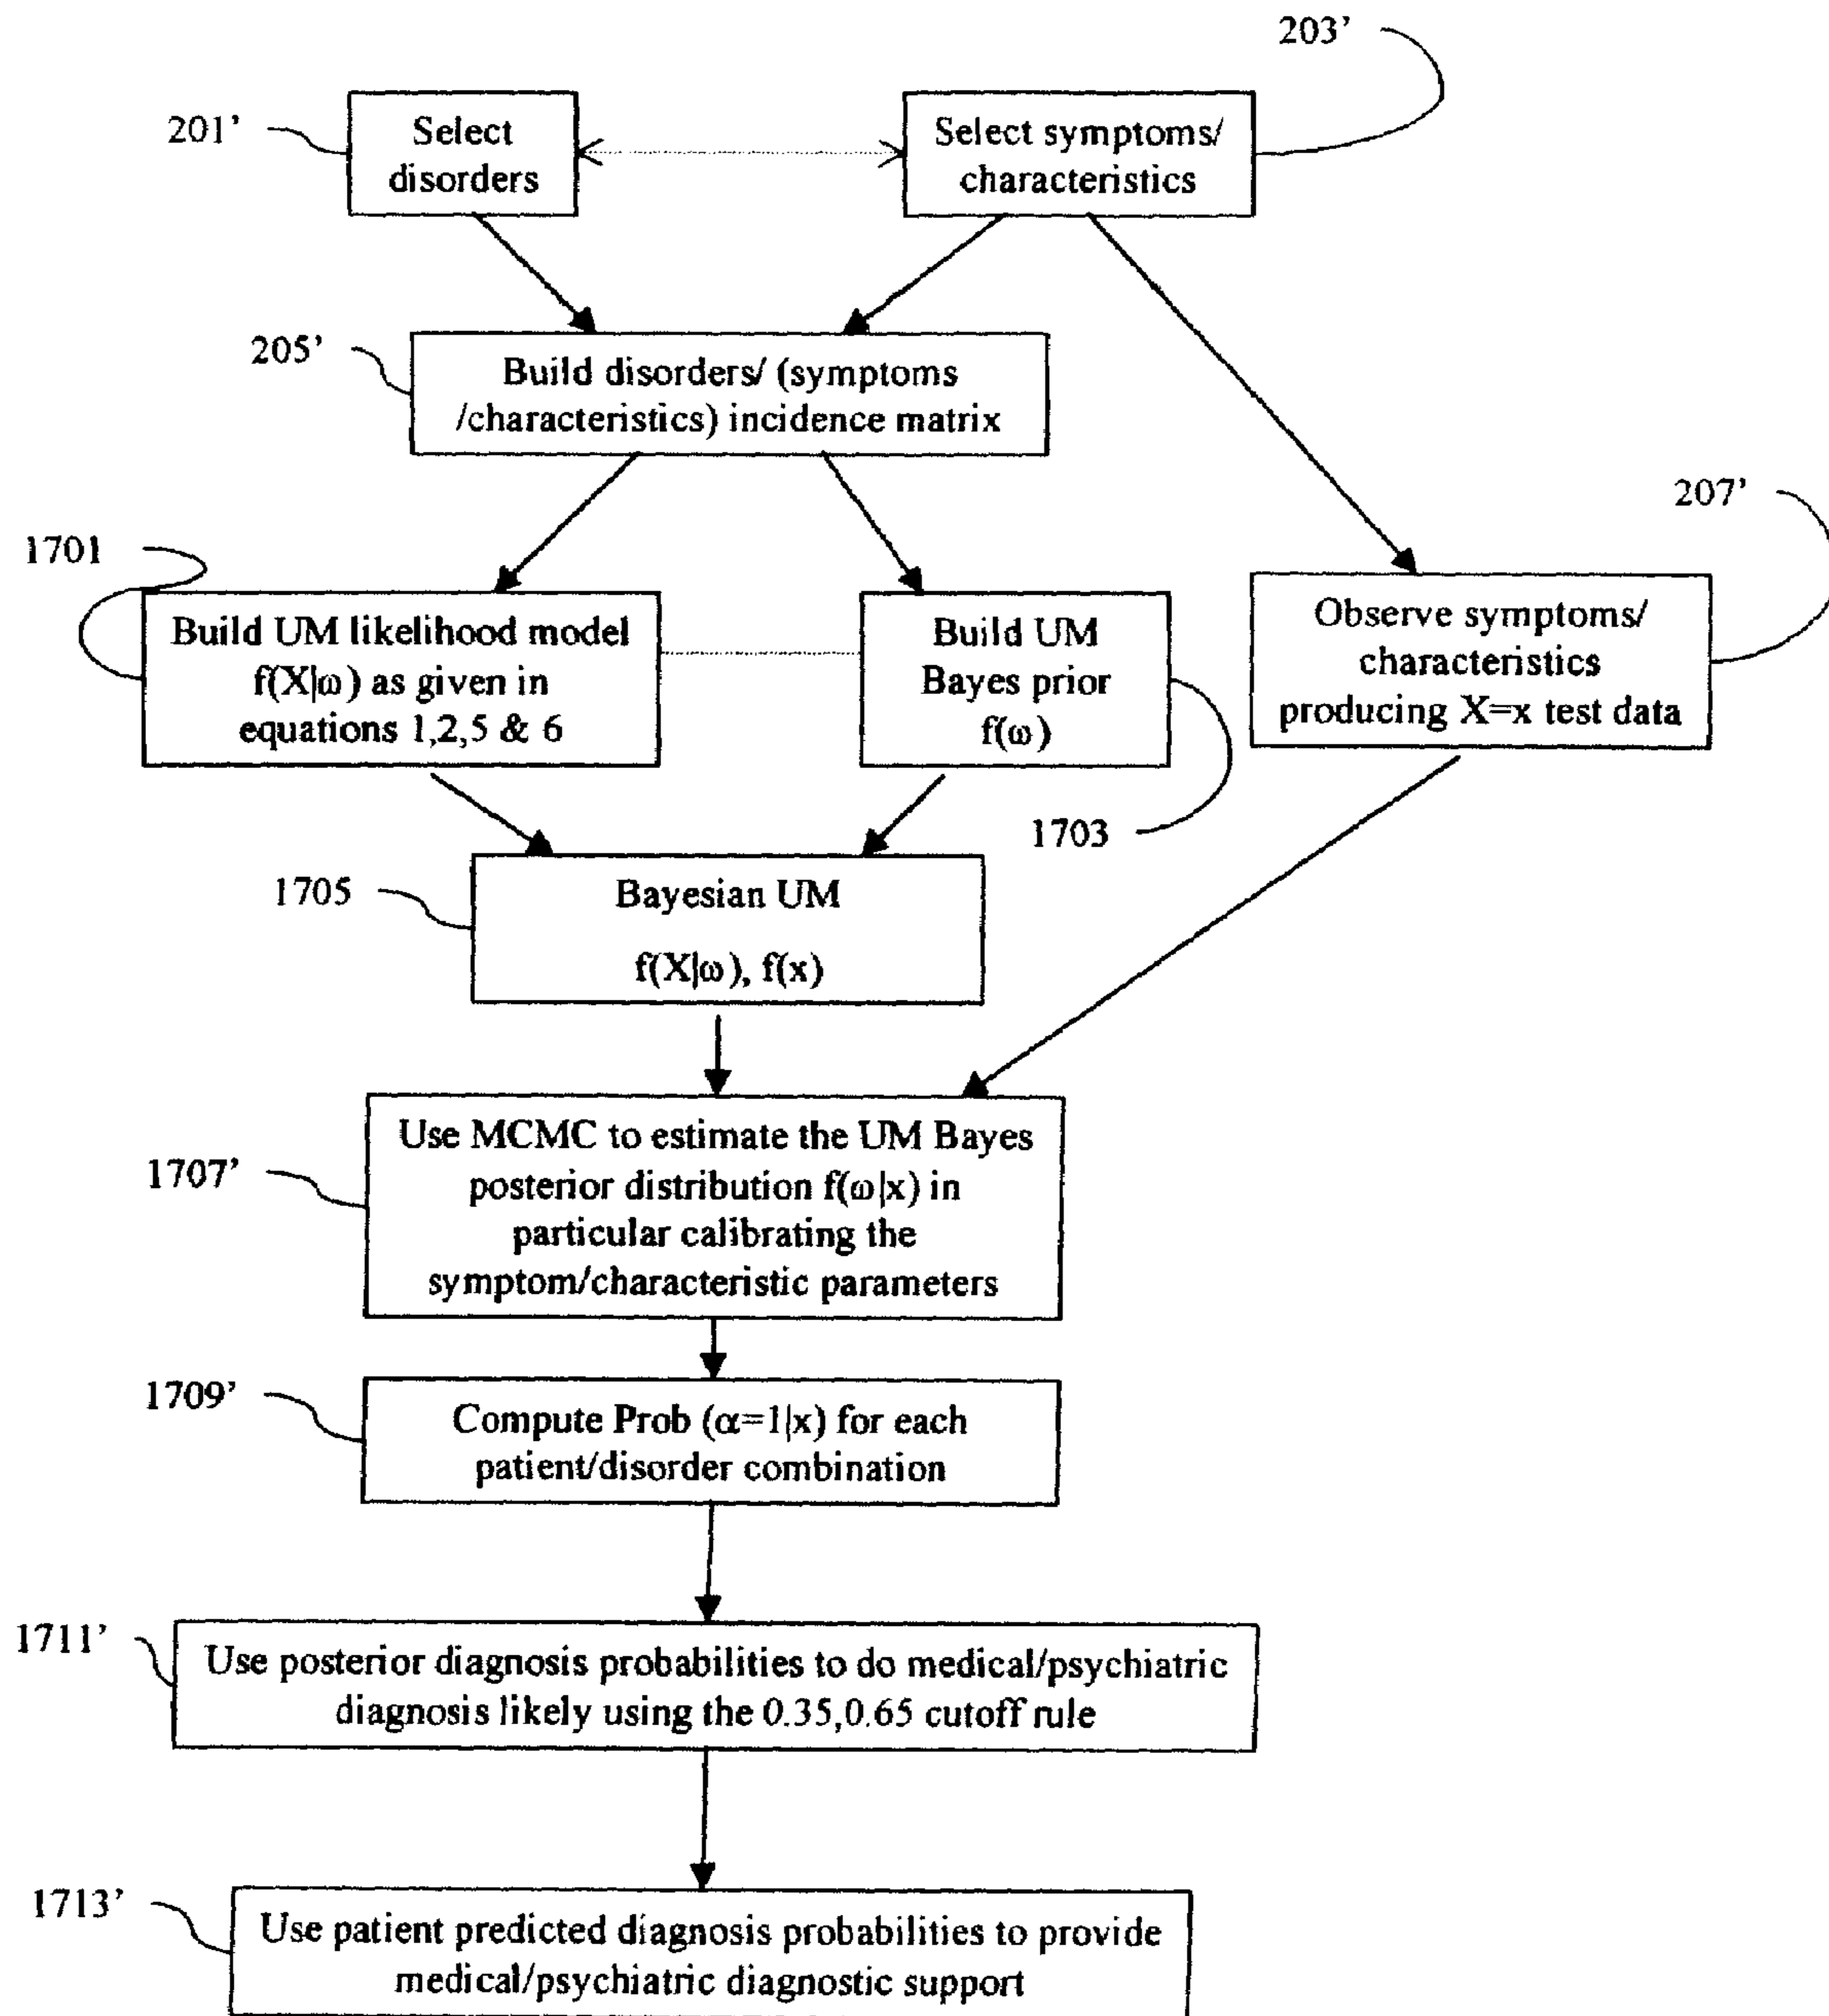 203’
201’
Select
disorders
Select symptoms/
characteristics
205’
Build disorders/ (symptoms
/characteristics) incidence matrix
207’
1701
Build UM likelihood model
f(X|ω) as given in
equations 1,2,5 & 6
Build UM
Bayes prior
f(ω)
Observe symptoms/
characteristics
producing X=x test data
1703
1705
Bayesian UM
f(X|ω), f(x)
1707’
Use MCMC to estimate the UM Bayes
posterior distribution f(ω|x) in
particular calibrating the
symptom/characteristic parameters
1709’
Compute Prob (α=1|x) for each
patient/disorder combination
1711’
Use posterior diagnosis probabilities to do medical/psychiatric
diagnosis likely using the 0.35,0.65 cutoff rule
1713’
Use patient predicted diagnosis probabilities to provide
medical/psychiatric diagnostic support